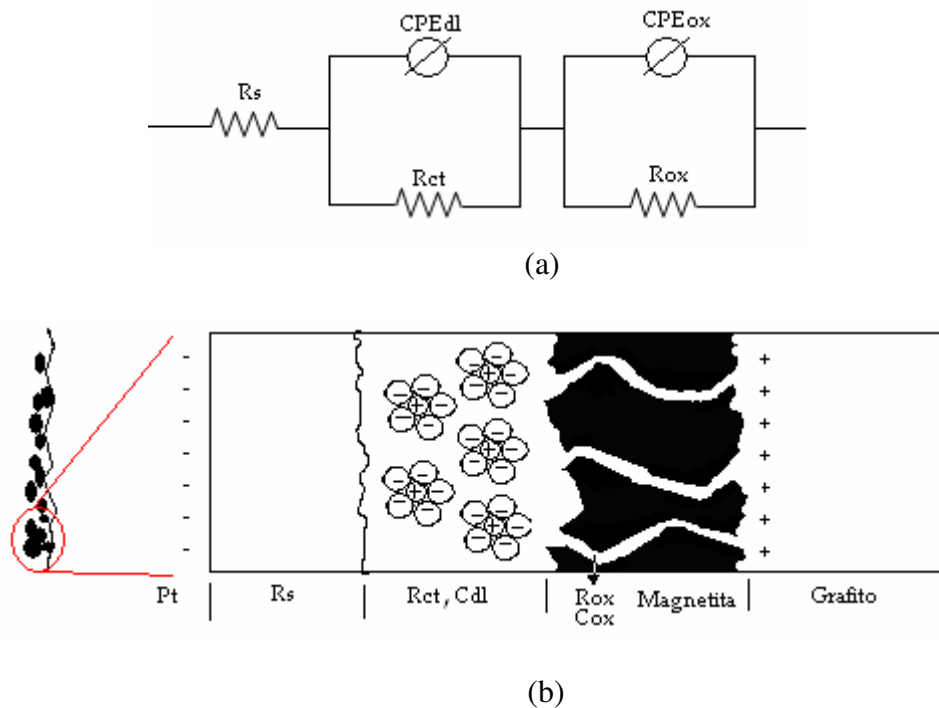 CPEdl CPEox
Rs
Rct Rox
(a)
Pt Rs Rct , Cdl Rox Magnetita Grafito
Cox
(b)